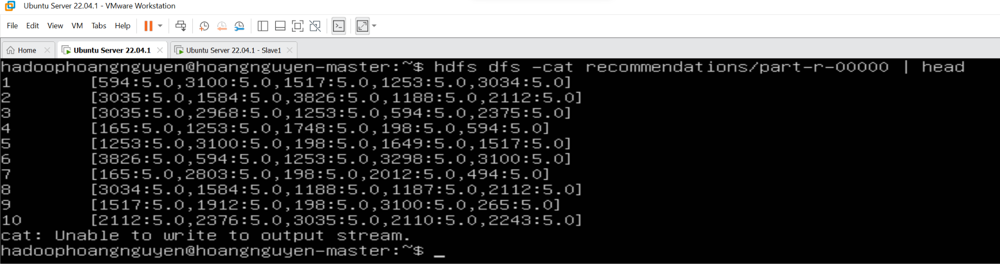 Ubuntu Server 22.04.1 - VMware Workstation
File Edit View VM Tabs Help
Home Ubuntu Server 22.04.1 Ubuntu Server 22.04.1 - Slave1
hadoophoangnguyen@hoangnguyen-master:~$ hdfs dfs -cat recommendations/part-r-00000 | head
1 [594:5.0,3100:5.0,1517:5.0,1253:5.0,3034:5.0]
2 [3035:5.0,1584:5.0,3826:5.0,1188:5.0,2112:5.0]
3 [3035:5.0,2968:5.0,1253:5.0,594:5.0,2375:5.0]
4 [165:5.0,1253:5.0,1748:5.0,198:5.0,594:5.0]
5 [1253:5.0,3100:5.0,198:5.0,1649:5.0,1517:5.0]
6 [3826:5.0,594:5.0,1253:5.0,3298:5.0,3100:5.0]
7 [165:5.0,2803:5.0,198:5.0,2012:5.0,494:5.0]
8 [3034:5.0,1584:5.0,1188:5.0,1187:5.0,2112:5.0]
9 [1517:5.0,1912:5.0,198:5.0,3100:5.0,265:5.0]
10 [2112:5.0,2376:5.0,3035:5.0,2110:5.0,2243:5.0]
cat: Unable to write to output stream.
hadoophoangnguyen@hoangnguyen-master:~$ _